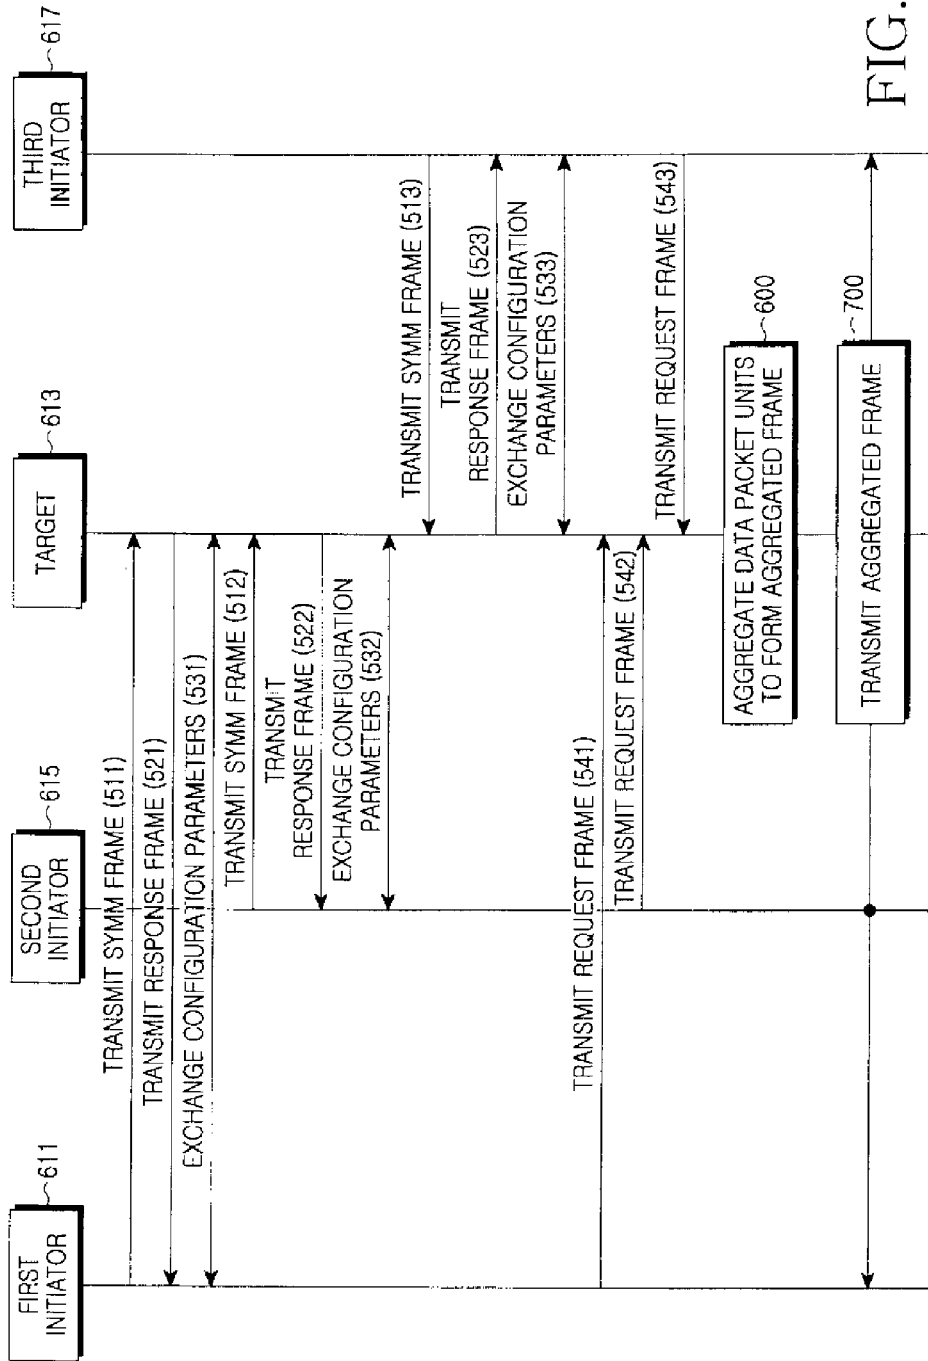 FIRST
INITIATOR
611
SECOND
INITIATOR
615
TARGET
613
THIRD
INITIATOR
617
TRANSMIT SYMM FRAME (511)
TRANSMIT RESPONSE FRAME (521)
EXCHANGE CONFIGURATION PARAMETERS (531)
TRANSMIT SYMM FRAME (512)
TRANSMIT
RESPONSE FRAME (522)
EXCHANGE CONFIGURATION
PARAMETERS (532)
TRANSMIT SYMM FRAME (513)
TRANSMIT
RESPONSE FRAME (523)
EXCHANGE CONFIGURATION
PARAMETERS (533)
TRANSMIT REQUEST FRAME (541)
TRANSMIT REQUEST FRAME (542)
TRANSMIT REQUEST FRAME (543)
AGGREGATE DATA PACKET UNITS
TO FORM AGGREGATED FRAME
600
TRANSMIT AGGREGATED FRAME
700
FIG.